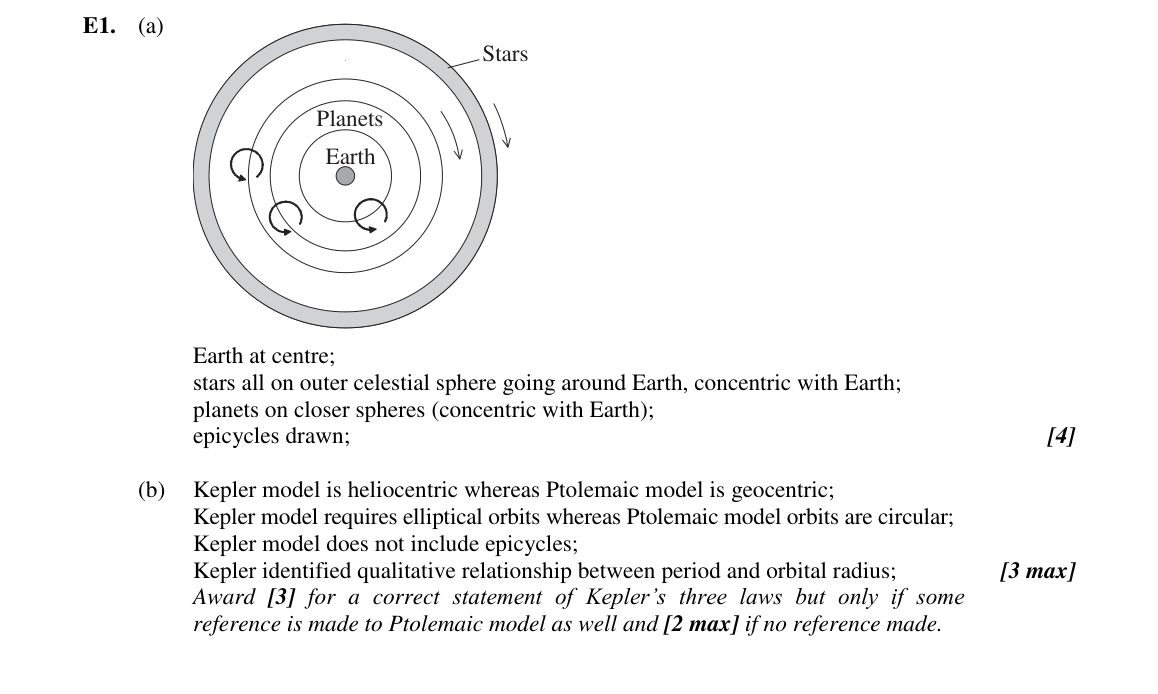 E1. (a)
Stars
Planets
Earth
Earth at centre;
stars all on outer celestial sphere going around Earth, concentric with Earth;
planets on closer spheres (concentric with Earth);
epicycles drawn; [4]
(b) Kepler model is heliocentric whereas Ptolemaic model is geocentric;
Kepler model requires elliptical orbits whereas Ptolemaic model orbits are circular;
Kepler model does not include epicycles;
Kepler identified qualitative relationship between period and orbital radius; [3 max]
Award [3] for a correct statement of Kepler's three laws but only if some
reference is made to Ptolemaic model as well and [2 max] if no reference made.